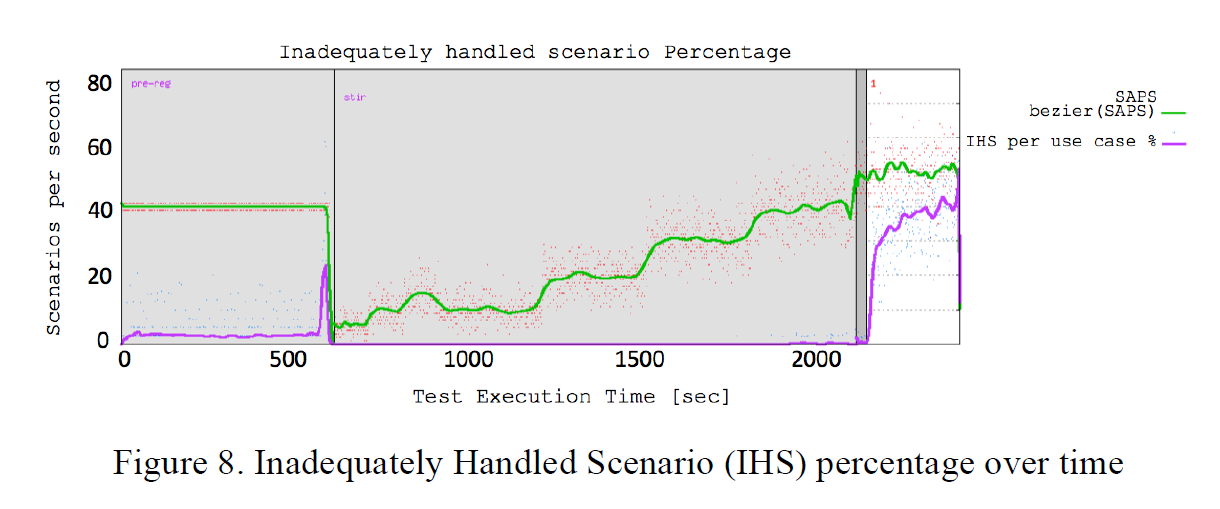 Inadequately handled scenario Percentage
Scenarios per second
80
60
40
20
0
pre-reg
stir
1
SAPS
bezier(SAPS)
IHS per use case %
0
500
1000
1500
2000
Test Execution Time [sec]
Figure 8. Inadequately Handled Scenario (IHS) percentage over time